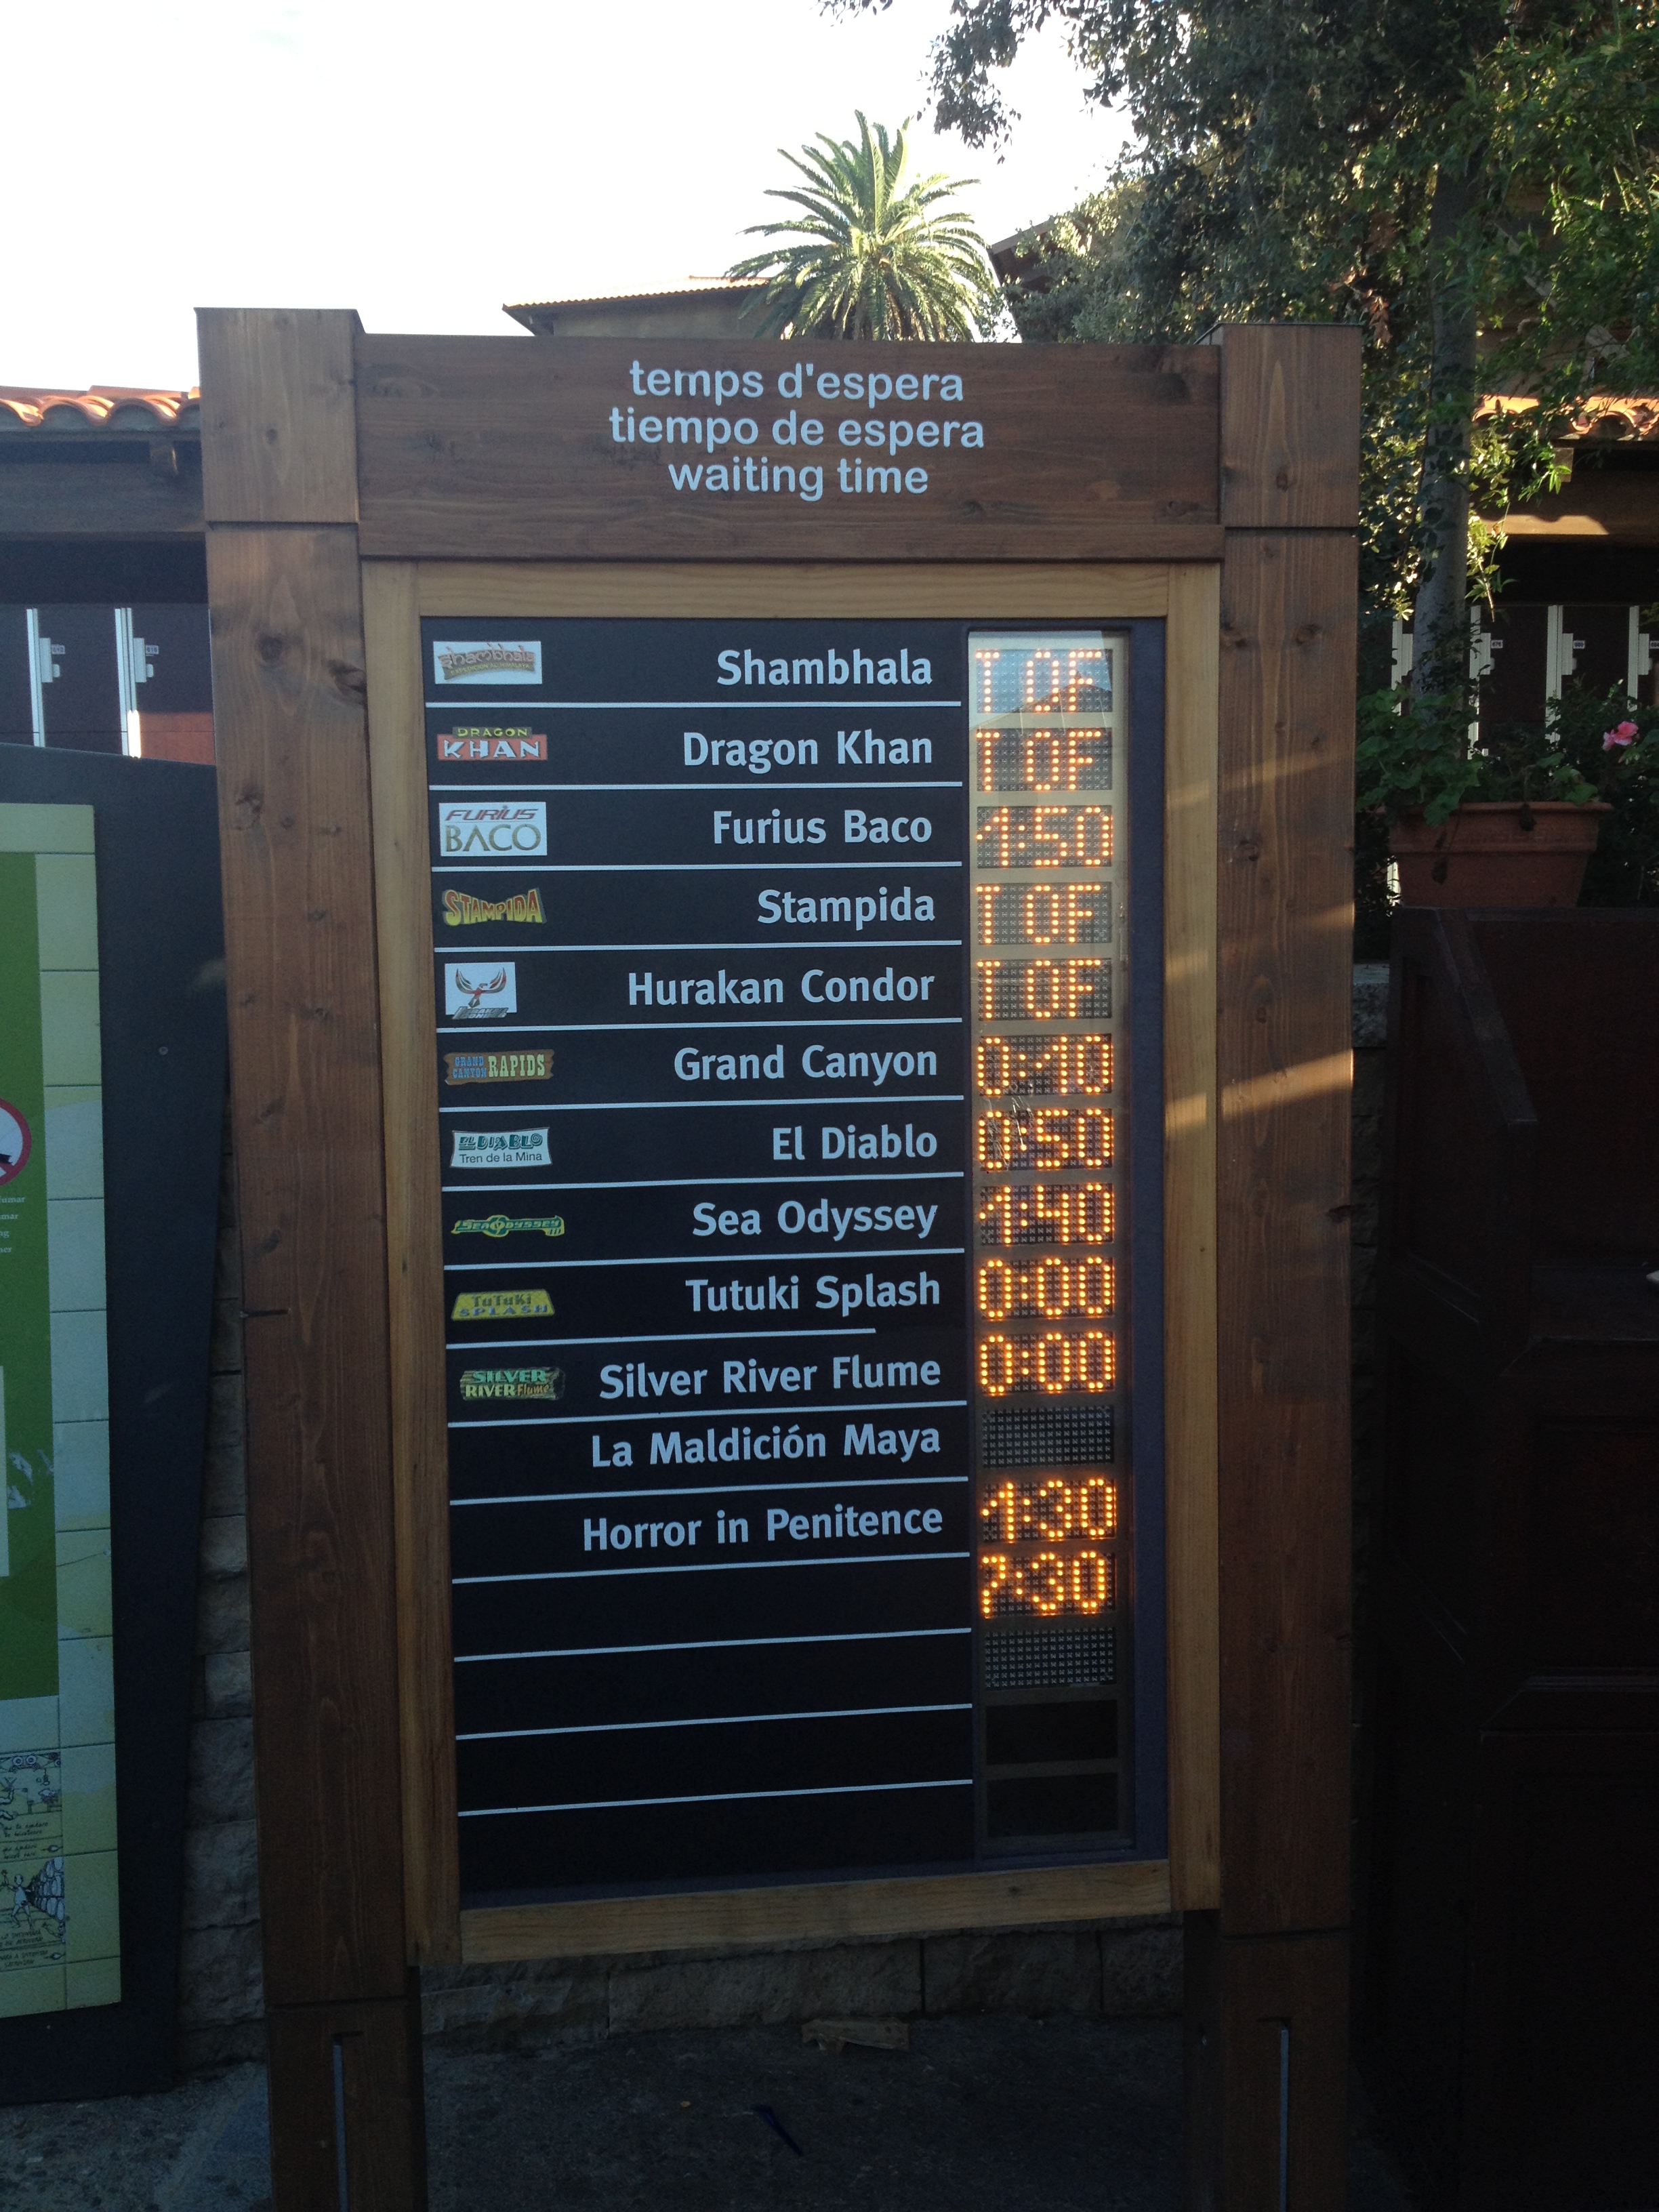 temps d'espera
tiempo de espera
waiting time
shambhala Shambhala T OF
DRAGON KHAN Dragon Khan T OF
FURIUS BACO Furius Baco 1:50
STAMPIDA Stampida T OF
Hurakan Condor T OF
GRAND CANYON RAPIDS Grand Canyon 0:10
EL DIABLO Tren de la Mina El Diablo 0:50
SEA ODYSSEY Sea Odyssey 1:40
TuTuKi SPLASH Tutuki Splash 0:00
SILVER RIVER Flume Silver River Flume 0:00
La Maldición Maya
Horror in Penitence 1:30
2:30